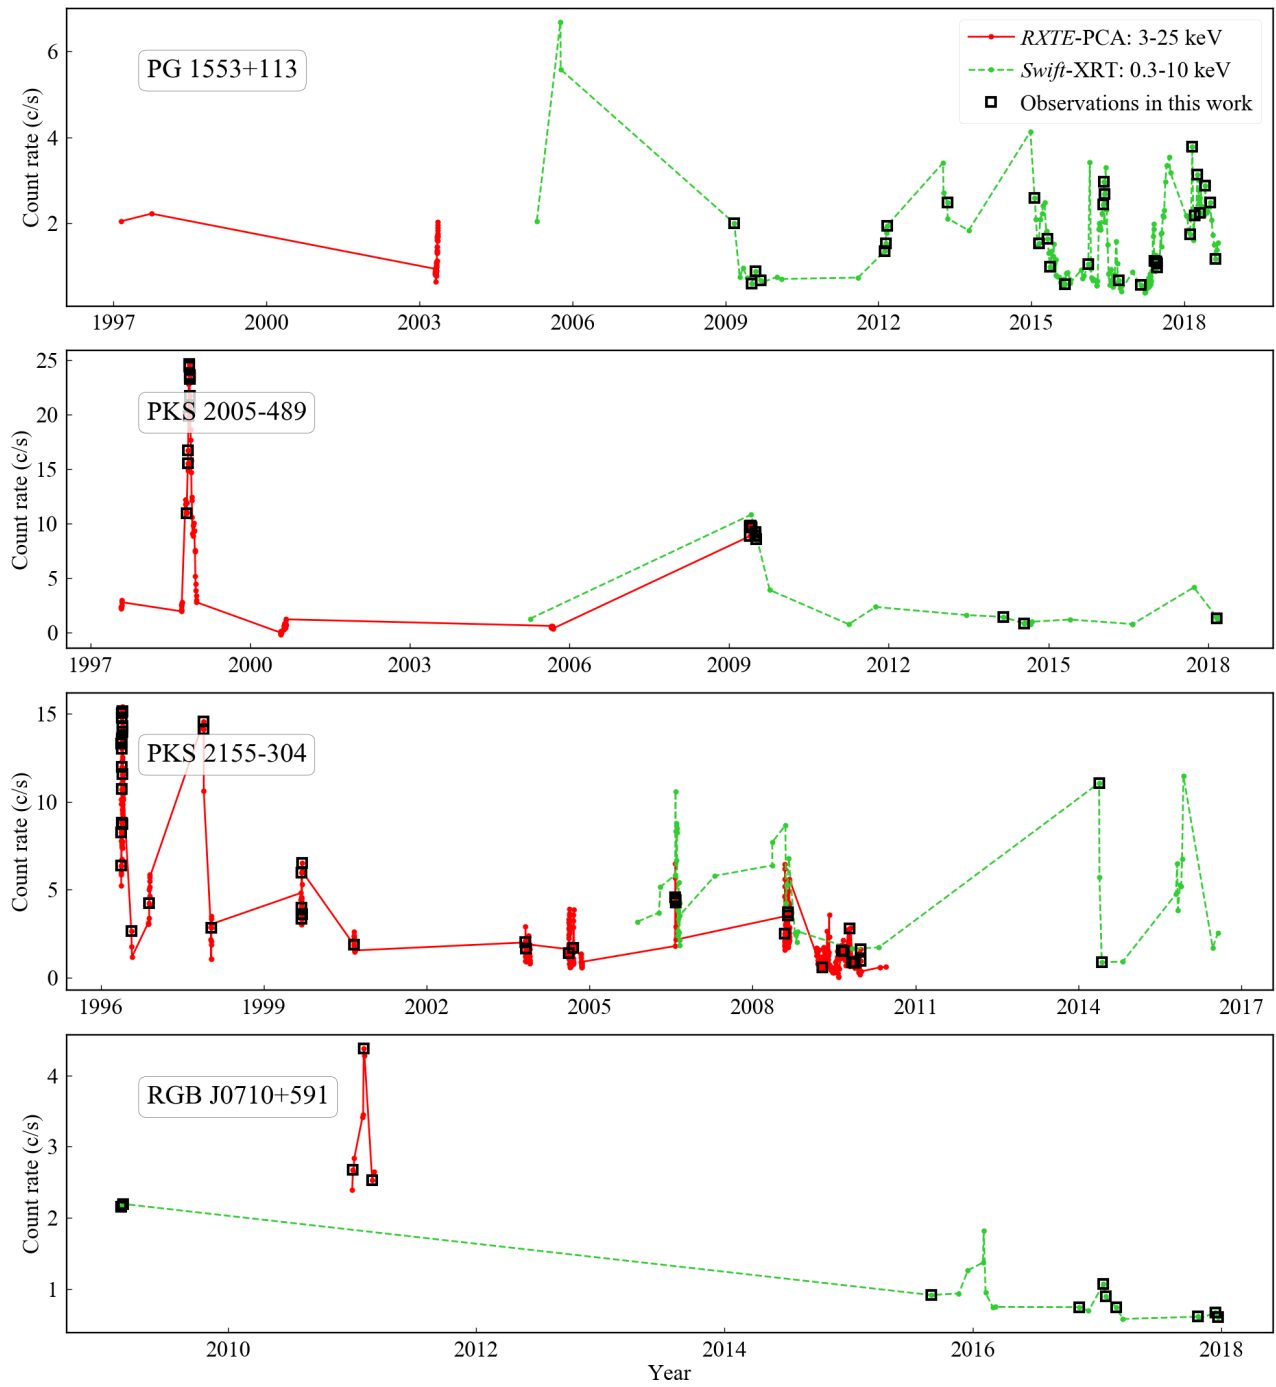 PG 1553+113
RXTE-PCA: 3-25 keV
Swift-XRT: 0.3-10 keV
Observations in this work
Count rate (c/s)
6
4
2
1997 2000 2003 2006 2009 2012 2015 2018
PKS 2005-489
Count rate (c/s)
25
20
15
10
5
0
1997 2000 2003 2006 2009 2012 2015 2018
PKS 2155-304
Count rate (c/s)
15
10
5
0
1996 1999 2002 2005 2008 2011 2014 2017
RGB J0710+591
Count rate (c/s)
4
3
2
1
2010 2012 2014 2016 2018
Year